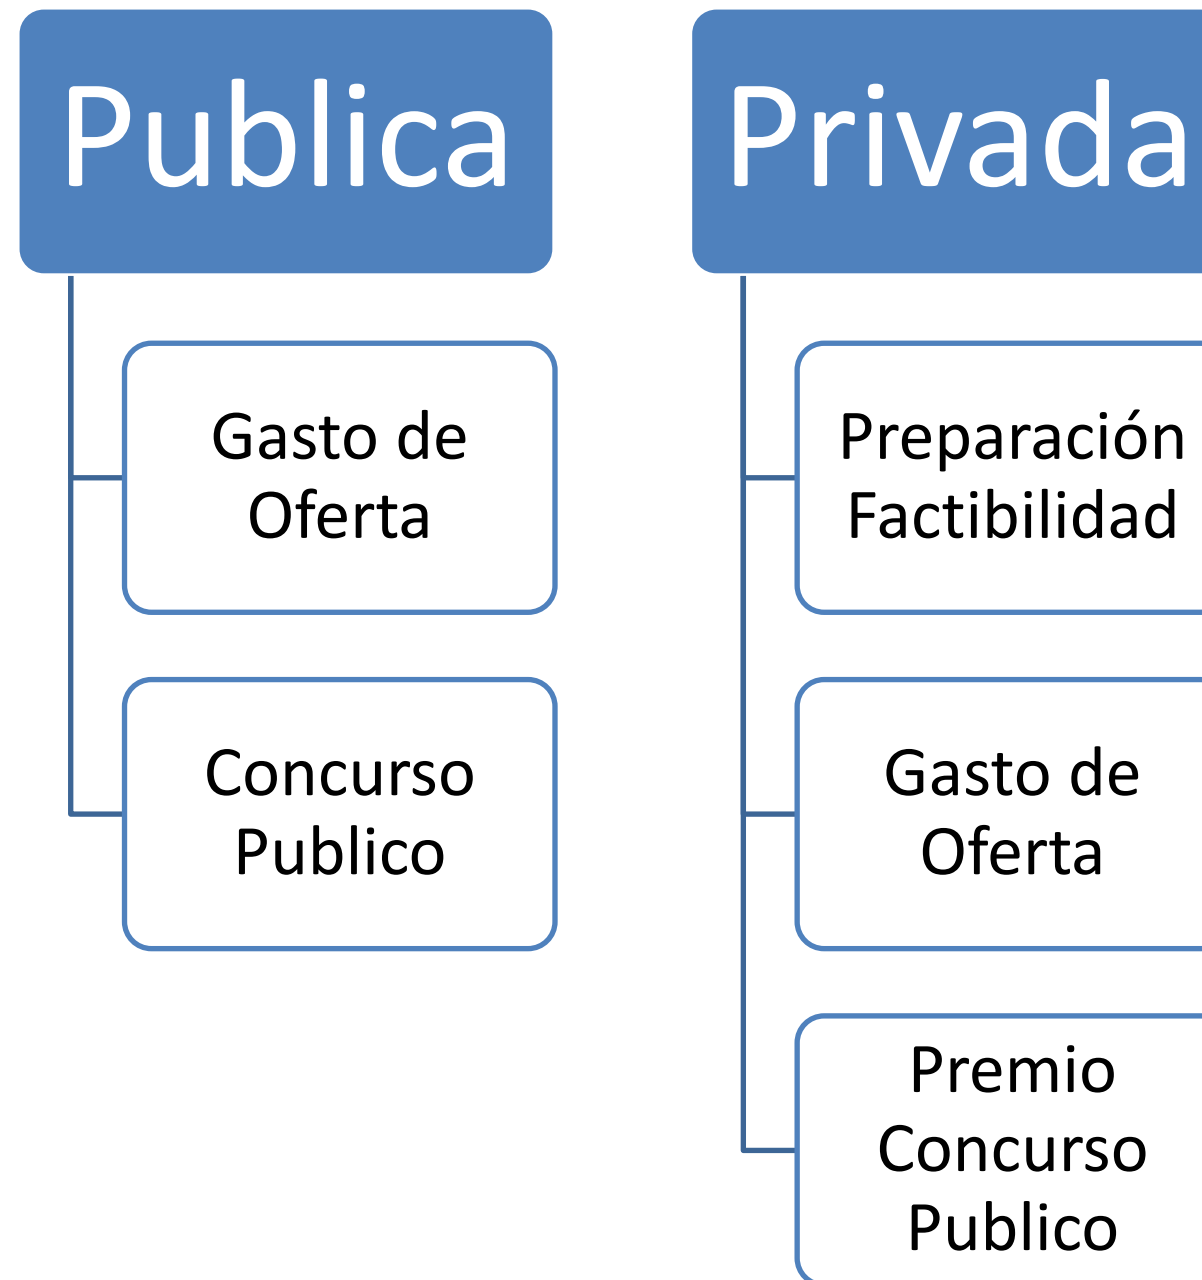 Publica
Gasto de
Oferta
Concurso
Publico
Privada
Preparación
Factibilidad
Gasto de
Oferta
Premio
Concurso
Publico